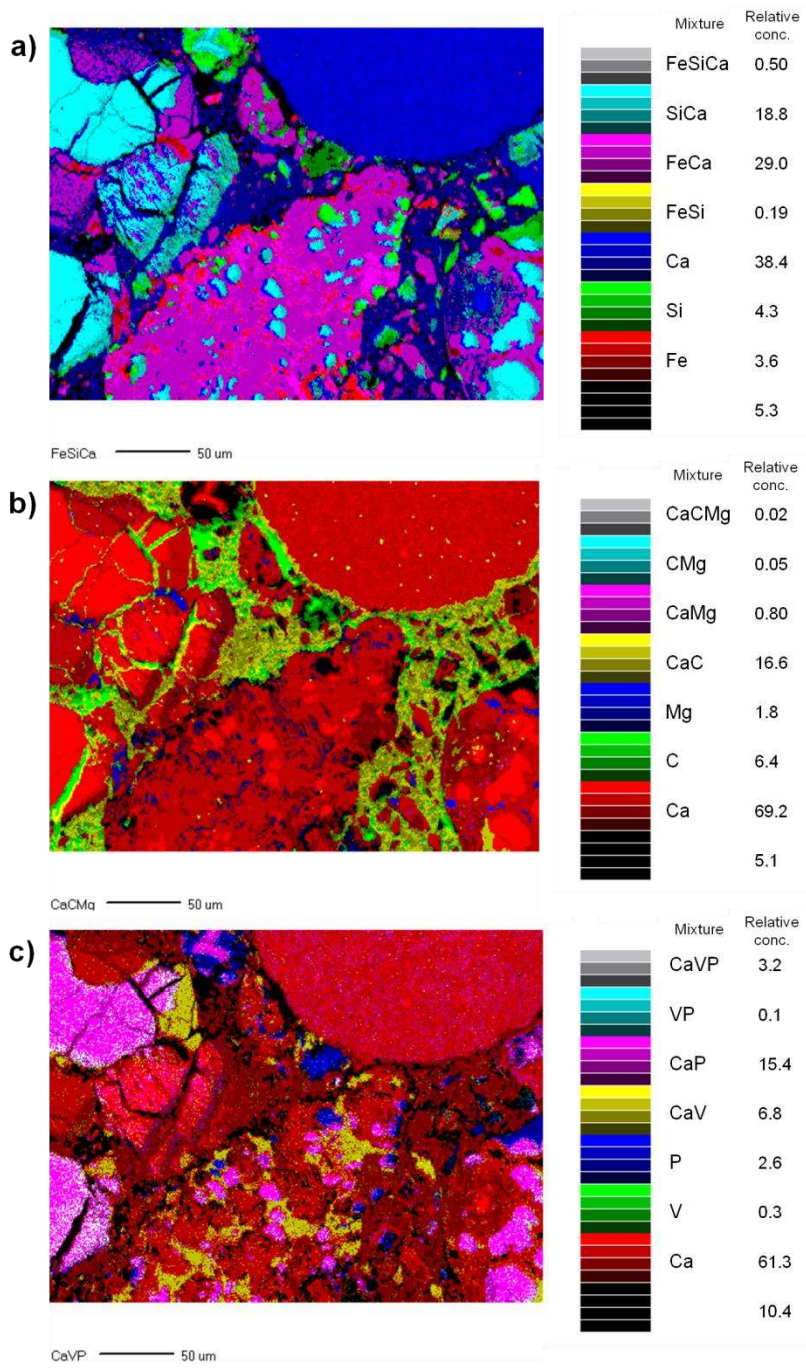 a)
Mixture Relative conc.
FeSiCa 0.50
SiCa 18.8
FeCa 29.0
FeSi 0.19
Ca 38.4
Si 4.3
Fe 3.6
5.3
FeSiCa 50 um
b)
Mixture Relative conc.
CaCMg 0.02
CMg 0.05
CaMg 0.80
CaC 16.6
Mg 1.8
C 6.4
Ca 69.2
5.1
CaCMg 50 um
c)
Mixture Relative conc.
CaVP 3.2
VP 0.1
CaP 15.4
CaV 6.8
P 2.6
V 0.3
Ca 61.3
10.4
CaVP 50 um